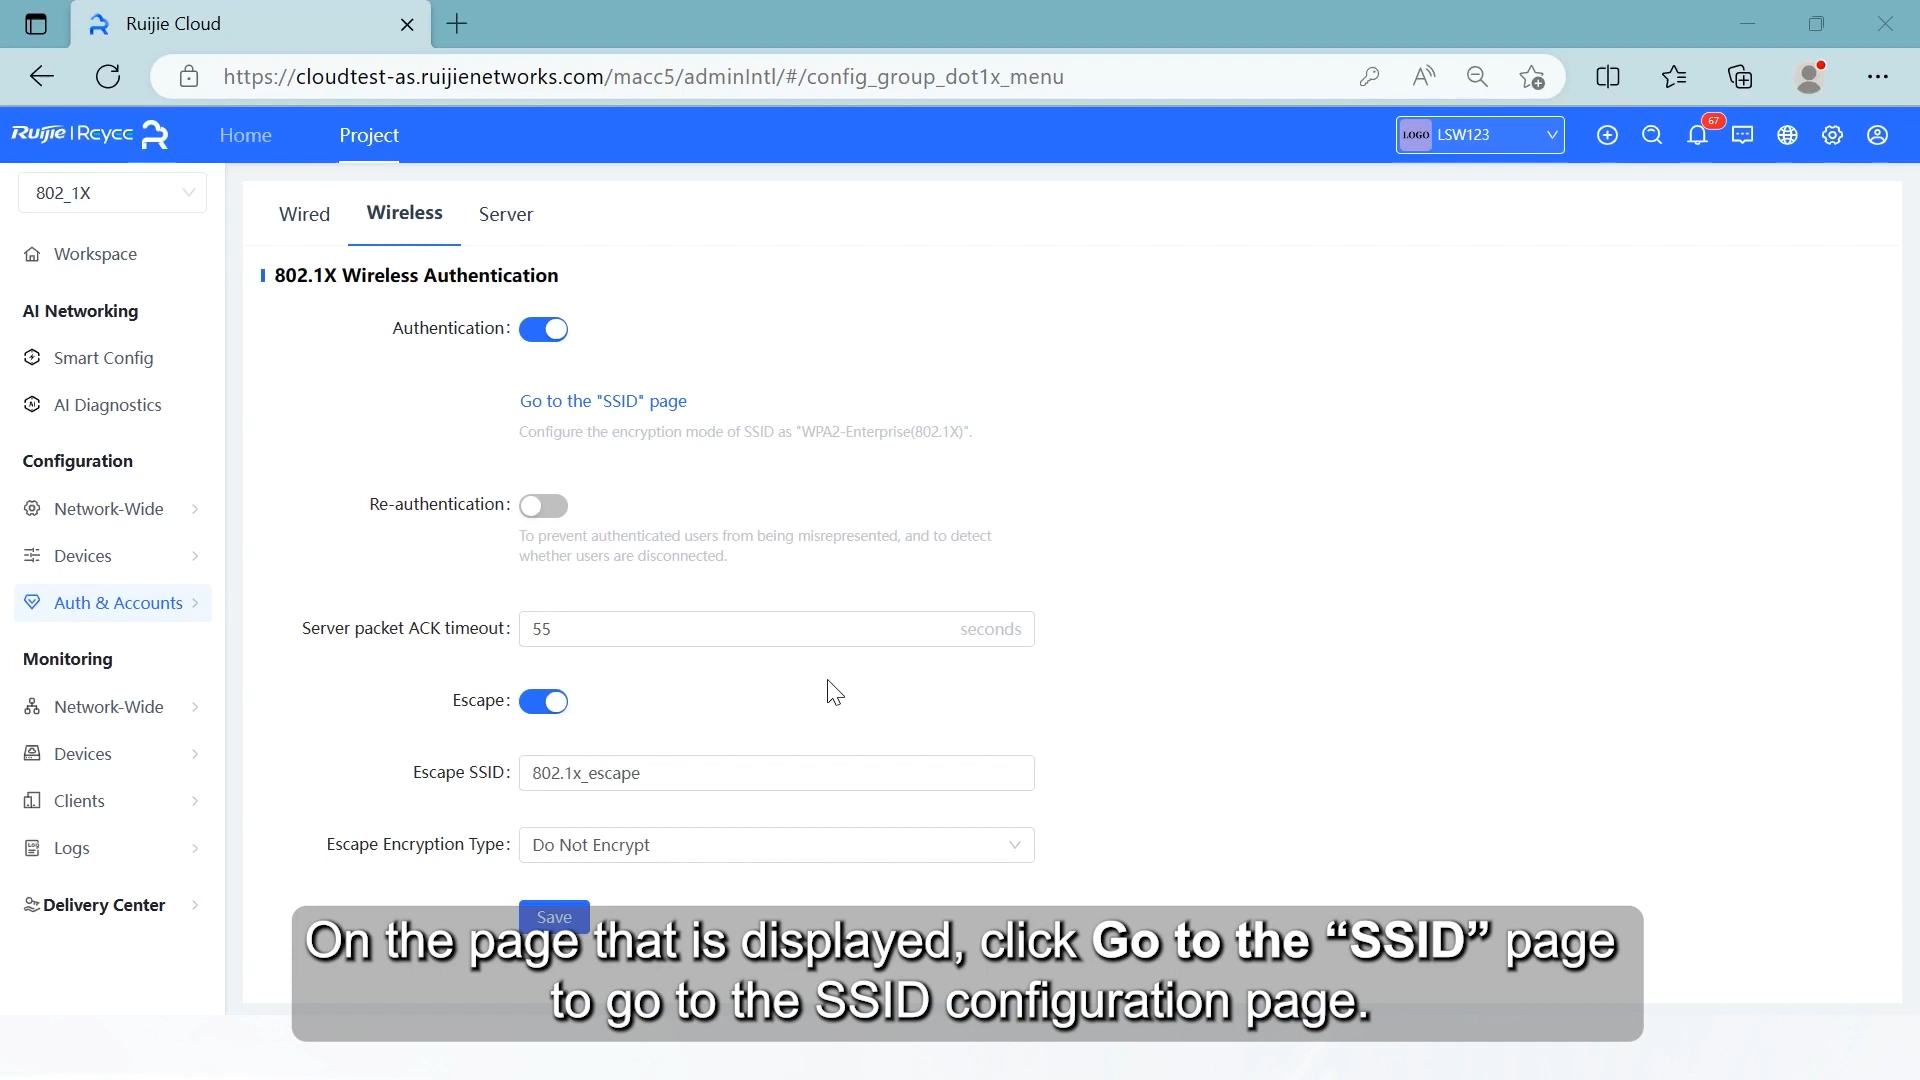 Ruijie Cloud
https://cloudtest-as.ruijienetworks.com/macc5/adminIntl/#/config_group_dot1x_menu
Ruijie | Rcycc
Home
Project
LOGO
LSW123
67
802_1X
Workspace
AI Networking
Smart Config
AI Diagnostics
Configuration
Network-Wide
Devices
Auth & Accounts
Monitoring
Network-Wide
Devices
Clients
Logs
Delivery Center
Wired
Wireless
Server
802.1X Wireless Authentication
Authentication:
Go to the "SSID" page
Configure the encryption mode of SSID as "WPA2-Enterprise(802.1X)".
Re-authentication:
To prevent authenticated users from being misrepresented, and to detect
whether users are disconnected.
Server packet ACK timeout:
55
seconds
Escape:
Escape SSID:
802.1x_escape
Escape Encryption Type:
Do Not Encrypt
Save
On the page that is displayed, click Go to the “SSID” page
to go to the SSID configuration page.